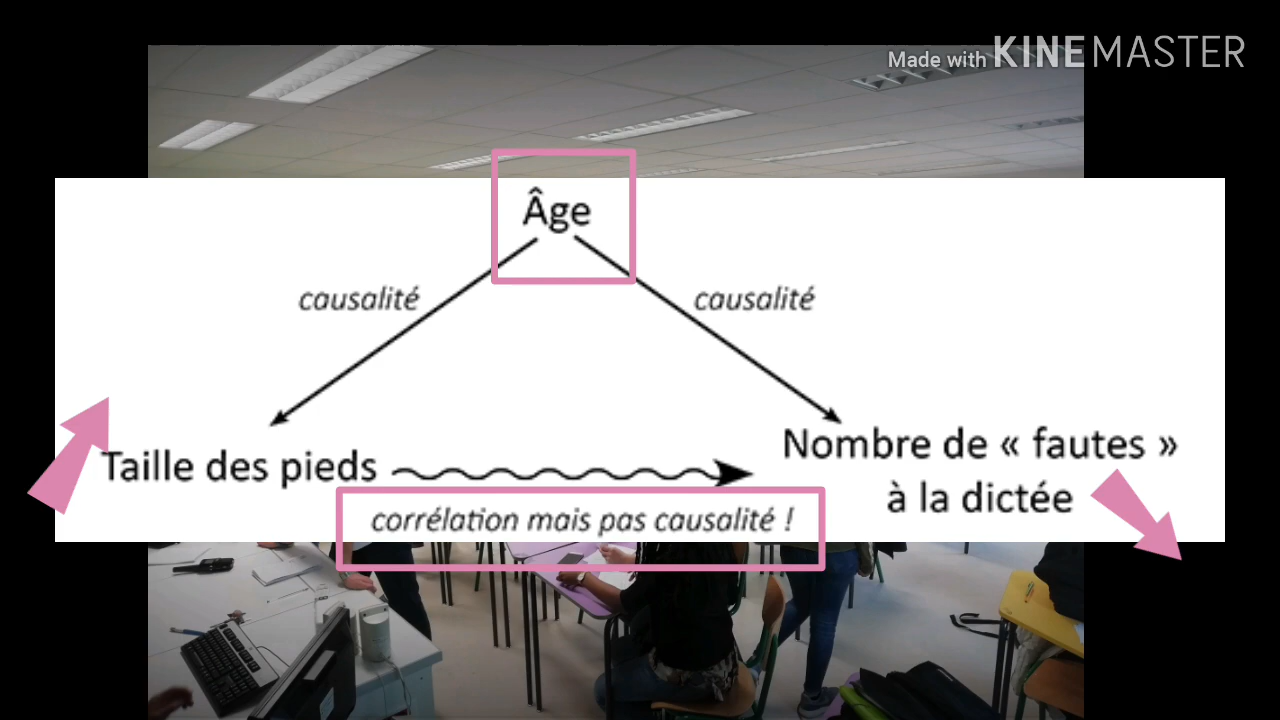 Made with KINEMASTER
Âge
causalité
causalité
Taille des pieds
Nombre de « fautes »
à la dictée
corrélation mais pas causalité !